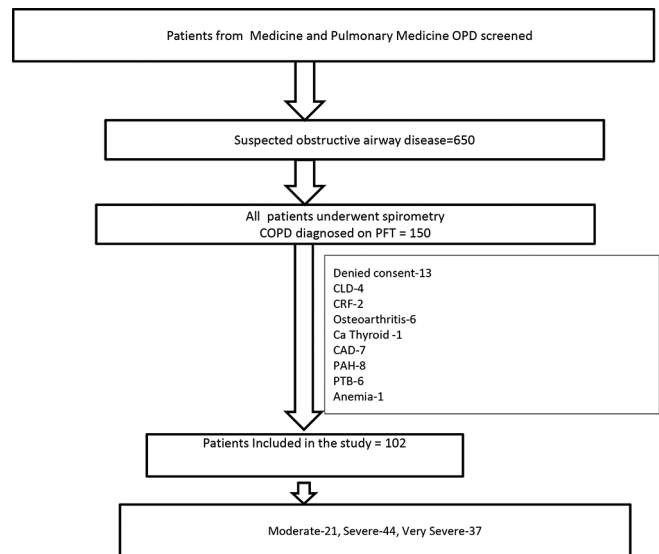 Patients from Medicine and Pulmonary Medicine OPD screened
Suspected obstructive airway disease=650
All patients underwent spirometry
COPD diagnosed on PFT = 150
Denied consent-13
CLD-4
CRF-2
Osteoarthritis-6
Ca Thyroid -1
CAD-7
PAH-8
PTB-6
Anemia-1
Patients Included in the study = 102
Moderate-21, Severe-44, Very Severe-37